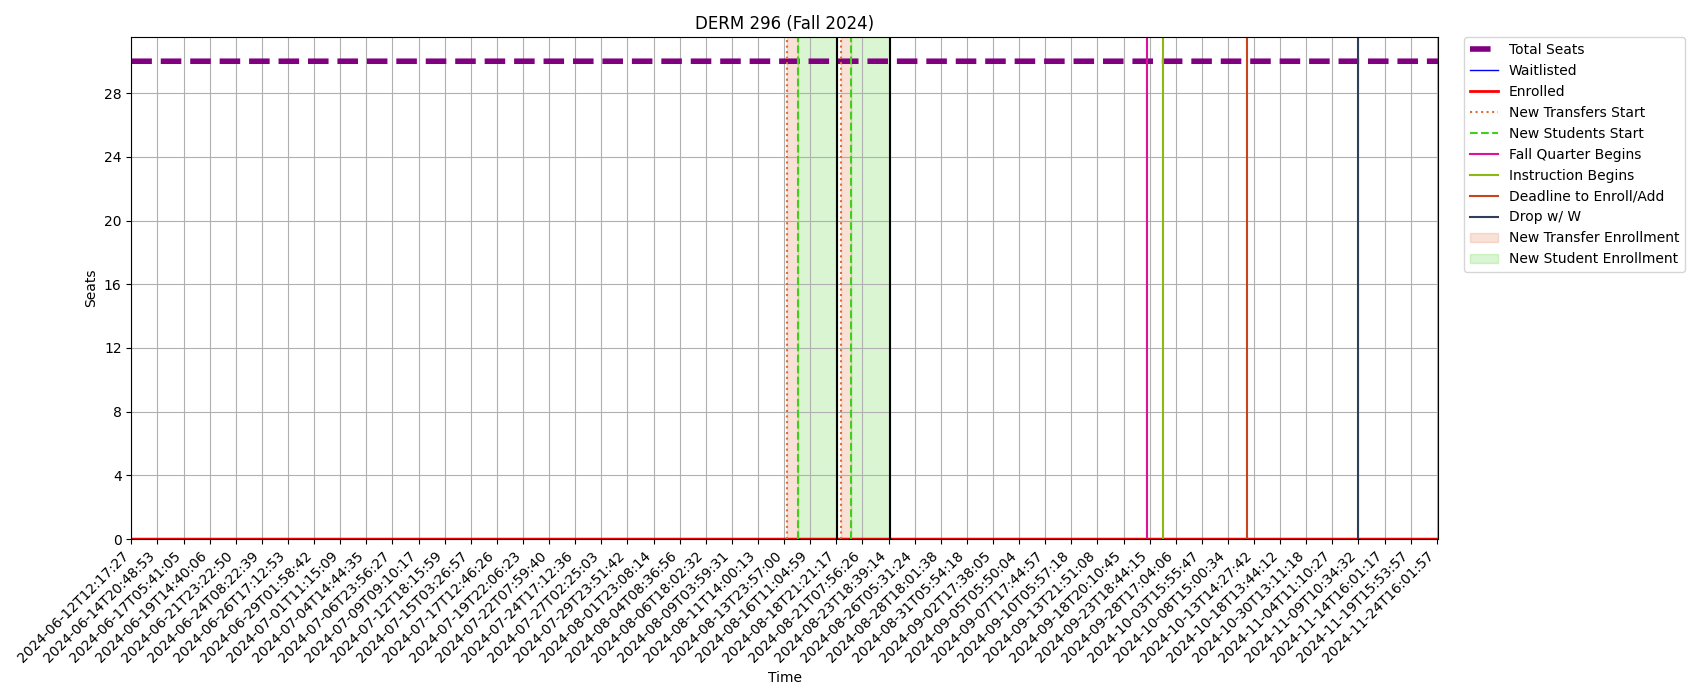 DERM 296 (Fall 2024)
Total Seats
Waitlisted
Enrolled
New Transfers Start
New Students Start
Fall Quarter Begins
Instruction Begins
Deadline to Enroll/Add
Drop w/ W
New Transfer Enrollment
New Student Enrollment
Seats
28
24
20
16
12
8
4
0
2024-06-12T12:17:27
2024-06-14T20:48:53
2024-06-17T05:41:05
2024-06-19T14:40:06
2024-06-21T23:22:50
2024-06-24T08:22:39
2024-06-26T17:12:53
2024-06-29T01:58:42
2024-07-01T11:15:09
2024-07-04T14:44:35
2024-07-06T23:56:27
2024-07-09T09:10:17
2024-07-12T18:15:59
2024-07-15T03:26:57
2024-07-17T12:46:26
2024-07-19T22:06:23
2024-07-22T07:59:40
2024-07-24T17:12:36
2024-07-27T02:25:03
2024-07-29T23:51:42
2024-08-01T23:08:14
2024-08-04T08:36:56
2024-08-06T18:02:32
2024-08-09T03:59:31
2024-08-11T14:00:13
2024-08-13T23:57:00
2024-08-16T11:04:59
2024-08-18T21:21:17
2024-08-21T07:56:26
2024-08-23T18:39:14
2024-08-26T05:31:24
2024-08-28T18:01:38
2024-08-31T05:54:18
2024-09-02T17:38:05
2024-09-05T05:50:04
2024-09-07T17:44:57
2024-09-10T05:57:18
2024-09-13T21:51:08
2024-09-18T20:10:45
2024-09-23T18:44:15
2024-09-28T17:04:06
2024-10-03T15:55:47
2024-10-08T15:00:34
2024-10-13T14:27:42
2024-10-18T13:44:12
2024-10-30T13:11:18
2024-11-04T11:10:27
2024-11-09T10:34:32
2024-11-14T16:01:17
2024-11-19T15:53:57
2024-11-24T16:01:57
Time